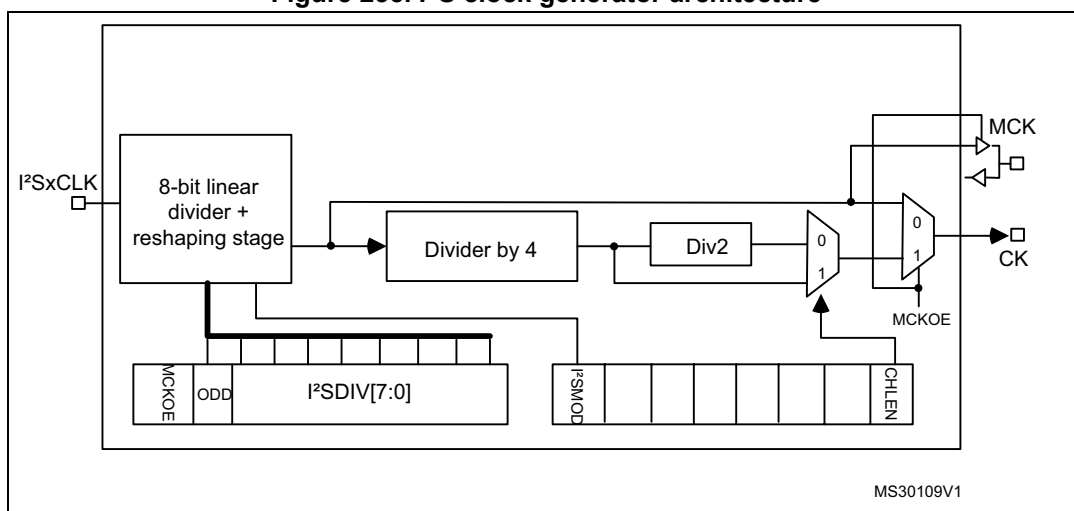 MCK
I²SxCLK
8-bit linear
divider +
reshaping stage
Divider by 4
Div2
0
1
0
1
CK
MCKOE
MCKOE
ODD
I²SDIV[7:0]
I²SMOD
CHLEN
MS30109V1